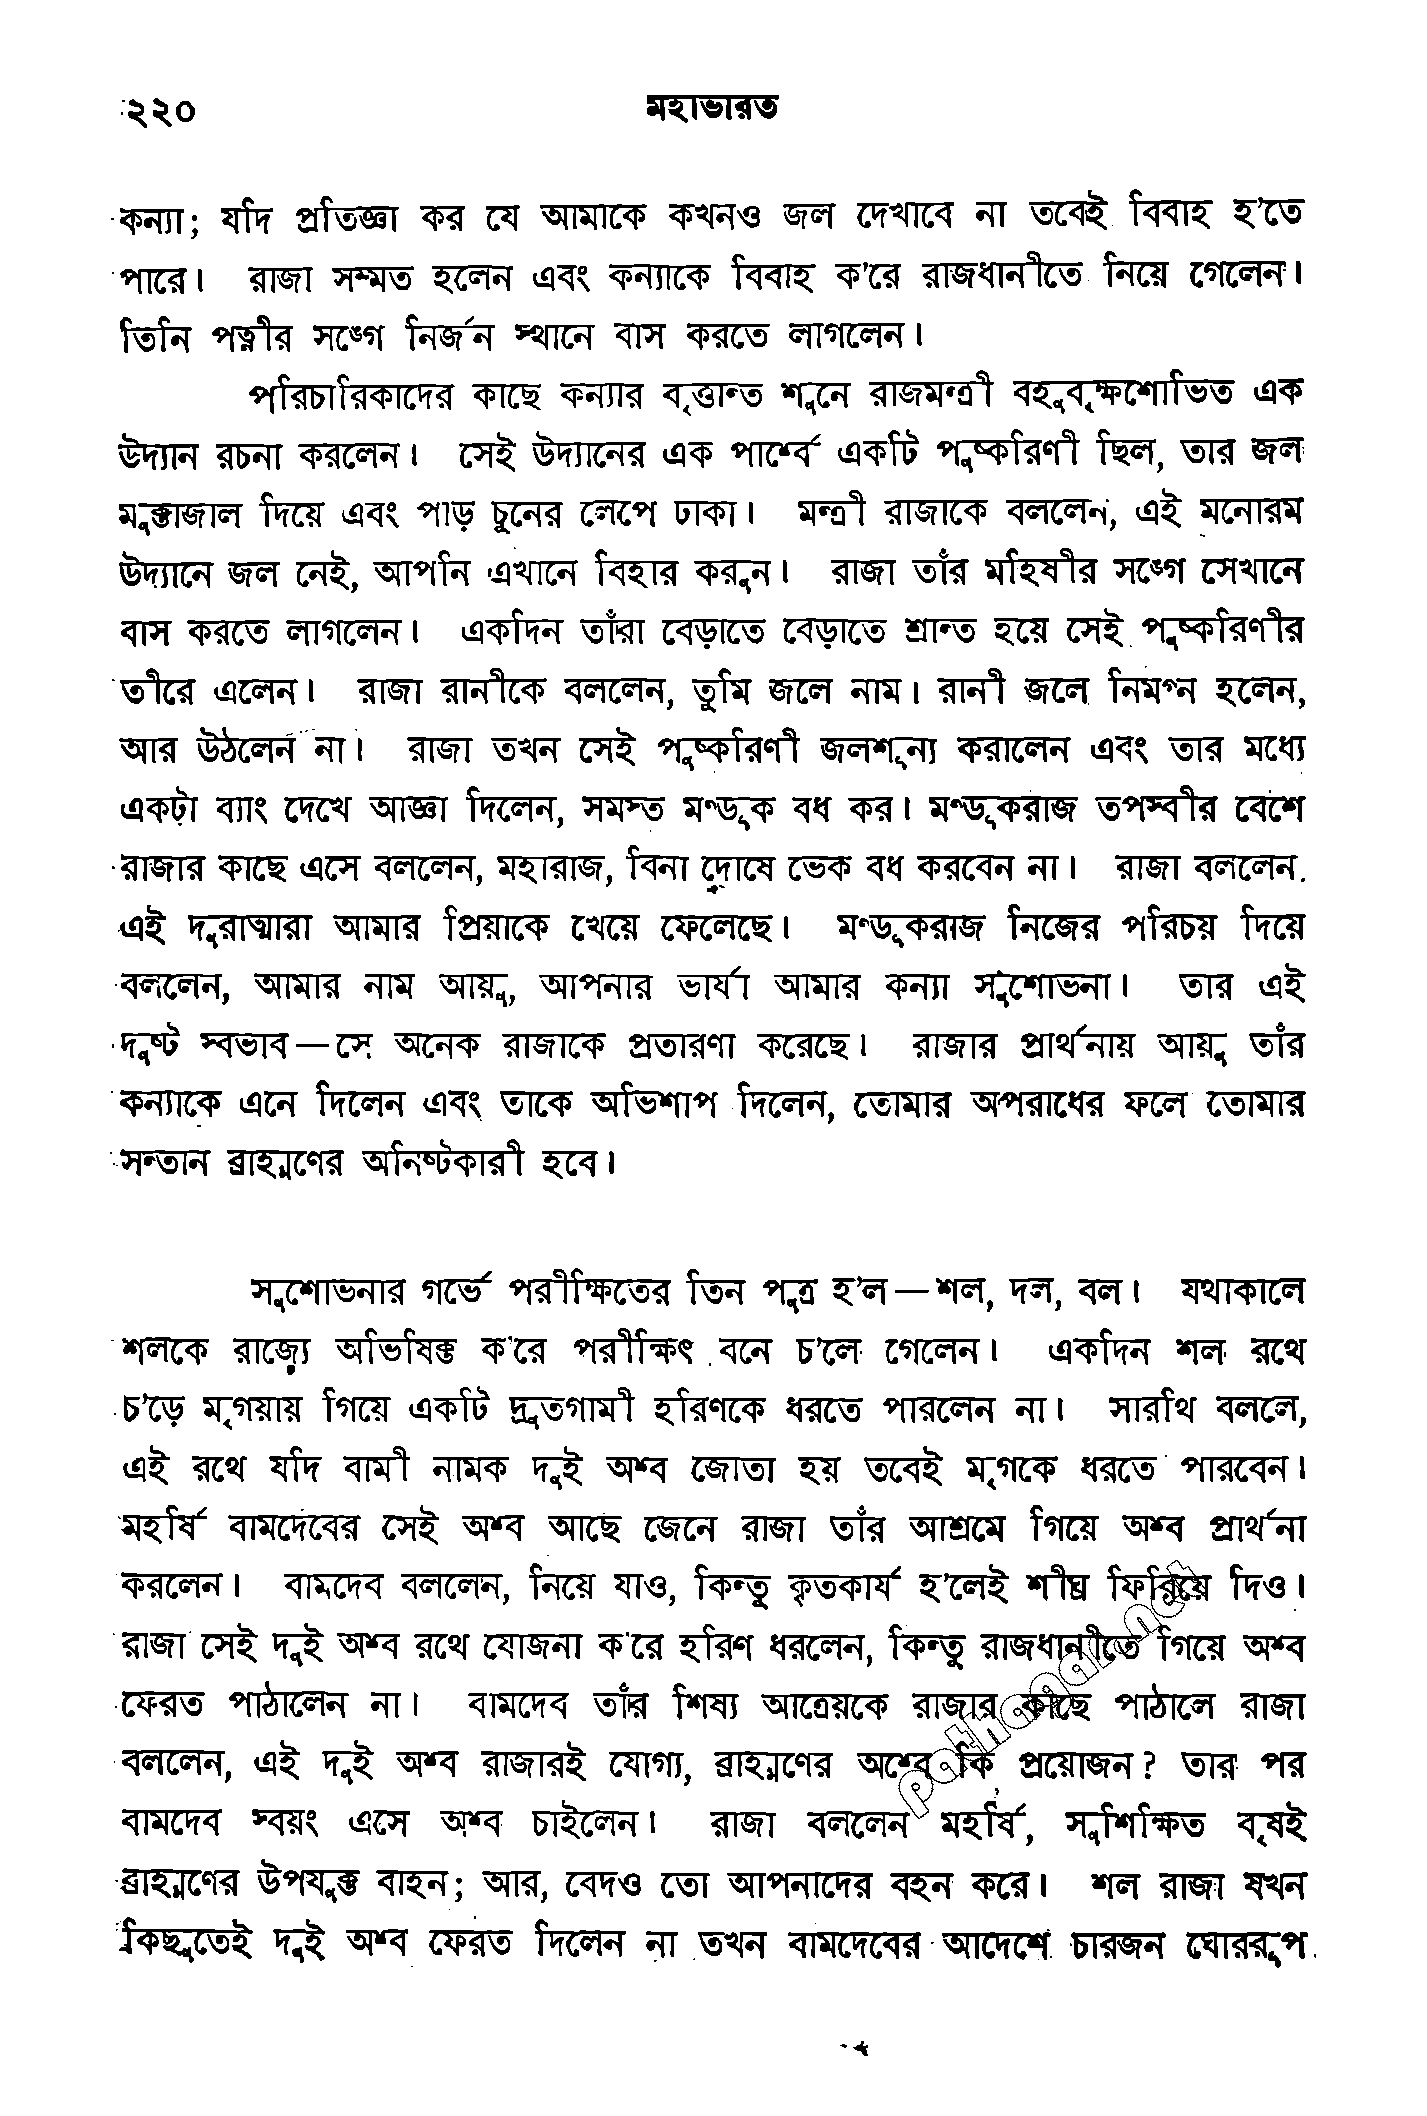 ২২০ মহাভারত
কন্যা; যদি প্রতিজ্ঞা কর যে আমাকে কখনও জল দেখাবে না তবেই বিবাহ হ’তে
পারে। রাজা সম্মত হলেন এবং কন্যাকে বিবাহ ক’রে রাজধানীতে নিয়ে গেলেন।
তিনি পত্নীর সঙ্গে নির্জন স্থানে বাস করতে লাগলেন।
পরিচারিকাদের কাছে কন্যার বৃত্তান্ত শুনে রাজমন্ত্রী বহুবৃক্ষশোভিত এক
উদ্যান রচনা করলেন। সেই উদ্যানের এক পার্শ্বে একটি পুষ্করিণী ছিল, তার জল
মুক্তাজাল দিয়ে এবং পাড় চুনের লেপে ঢাকা। মন্ত্রী রাজাকে বললেন, এই মনোরম
উদ্যানে জল নেই, আপনি এখানে বিহার করুন। রাজা তাঁর মহিষীর সঙ্গে সেখানে
বাস করতে লাগলেন। একদিন তাঁরা বেড়াতে বেড়াতে শ্রান্ত হয়ে সেই পুষ্করিণীর
তীরে এলেন। রাজা রানীকে বললেন, তুমি জলে নাম। রানী জলে নিমগ্ন হলেন,
আর উঠলেন না। রাজা তখন সেই পুষ্করিণী জলশূন্য করালেন এবং তার মধ্যে
একটা ব্যাং দেখে আজ্ঞা দিলেন, সমস্ত মণ্ডূক বধ কর। মণ্ডূকরাজ তপস্বীর বেশে
রাজার কাছে এসে বললেন, মহারাজ, বিনা দোষে ভেক বধ করবেন না। রাজা বললেন.
এই দুরাত্মারা আমার প্রিয়াকে খেয়ে ফেলেছে। মণ্ডূকরাজ নিজের পরিচয় দিয়ে
বললেন, আমার নাম আয়ু, আপনার ভার্যা আমার কন্যা সুশোভনা। তার এই
দুষ্ট স্বভাব—সে অনেক রাজাকে প্রতারণা করেছে। রাজার প্রার্থনায় আয়ু তাঁর
কন্যাকে এনে দিলেন এবং তাকে অভিশাপ দিলেন, তোমার অপরাধের ফলে তোমার
সন্তান ব্রাহ্মণের অনিষ্টকারী হবে।
সুশোভনার গর্ভে পরীক্ষিতের তিন পুত্র হ’ল—শল, দল, বল। যথাকালে
শলকে রাজ্যে অভিষিক্ত ক’রে পরীক্ষিৎ বনে চ’লে গেলেন। একদিন শল রথে
চ’ড়ে মৃগয়ায় গিয়ে একটি দ্রুতগামী হরিণকে ধরতে পারলেন না। সারথি বললে,
এই রথে যদি বামী নামক দুই অশ্ব জোতা হয় তবেই মৃগকে ধরতে পারবেন।
মহর্ষি বামদেবের সেই অশ্ব আছে জেনে রাজা তাঁর আশ্রমে গিয়ে অশ্ব প্রার্থনা
করলেন। বামদেব বললেন, নিয়ে যাও, কিন্তু কৃতকার্য হ’লেই শীঘ্র ফিরিয়ে দিও।
রাজা সেই দুই অশ্ব রথে যোজনা ক’রে হরিণ ধরলেন, কিন্তু রাজধানীতে গিয়ে অশ্ব
ফেরত পাঠালেন না। বামদেব তাঁর শিষ্য আত্রেয়কে রাজার কাছে পাঠালে রাজা
বললেন, এই দুই অশ্ব রাজারই যোগ্য, ব্রাহ্মণের অশ্বে কি প্রয়োজন? তার পর
বামদেব স্বয়ং এসে অশ্ব চাইলেন। রাজা বললেন মহর্ষি, সুশিক্ষিত বৃষই
ব্রাহ্মণের উপযুক্ত বাহন; আর, বেদও তো আপনাদের বহন করে। শল রাজা যখন
কিছুতেই দুই অশ্ব ফেরত দিলেন না তখন বামদেবের আদেশে চারজন ঘোররূপ
pathagar.net